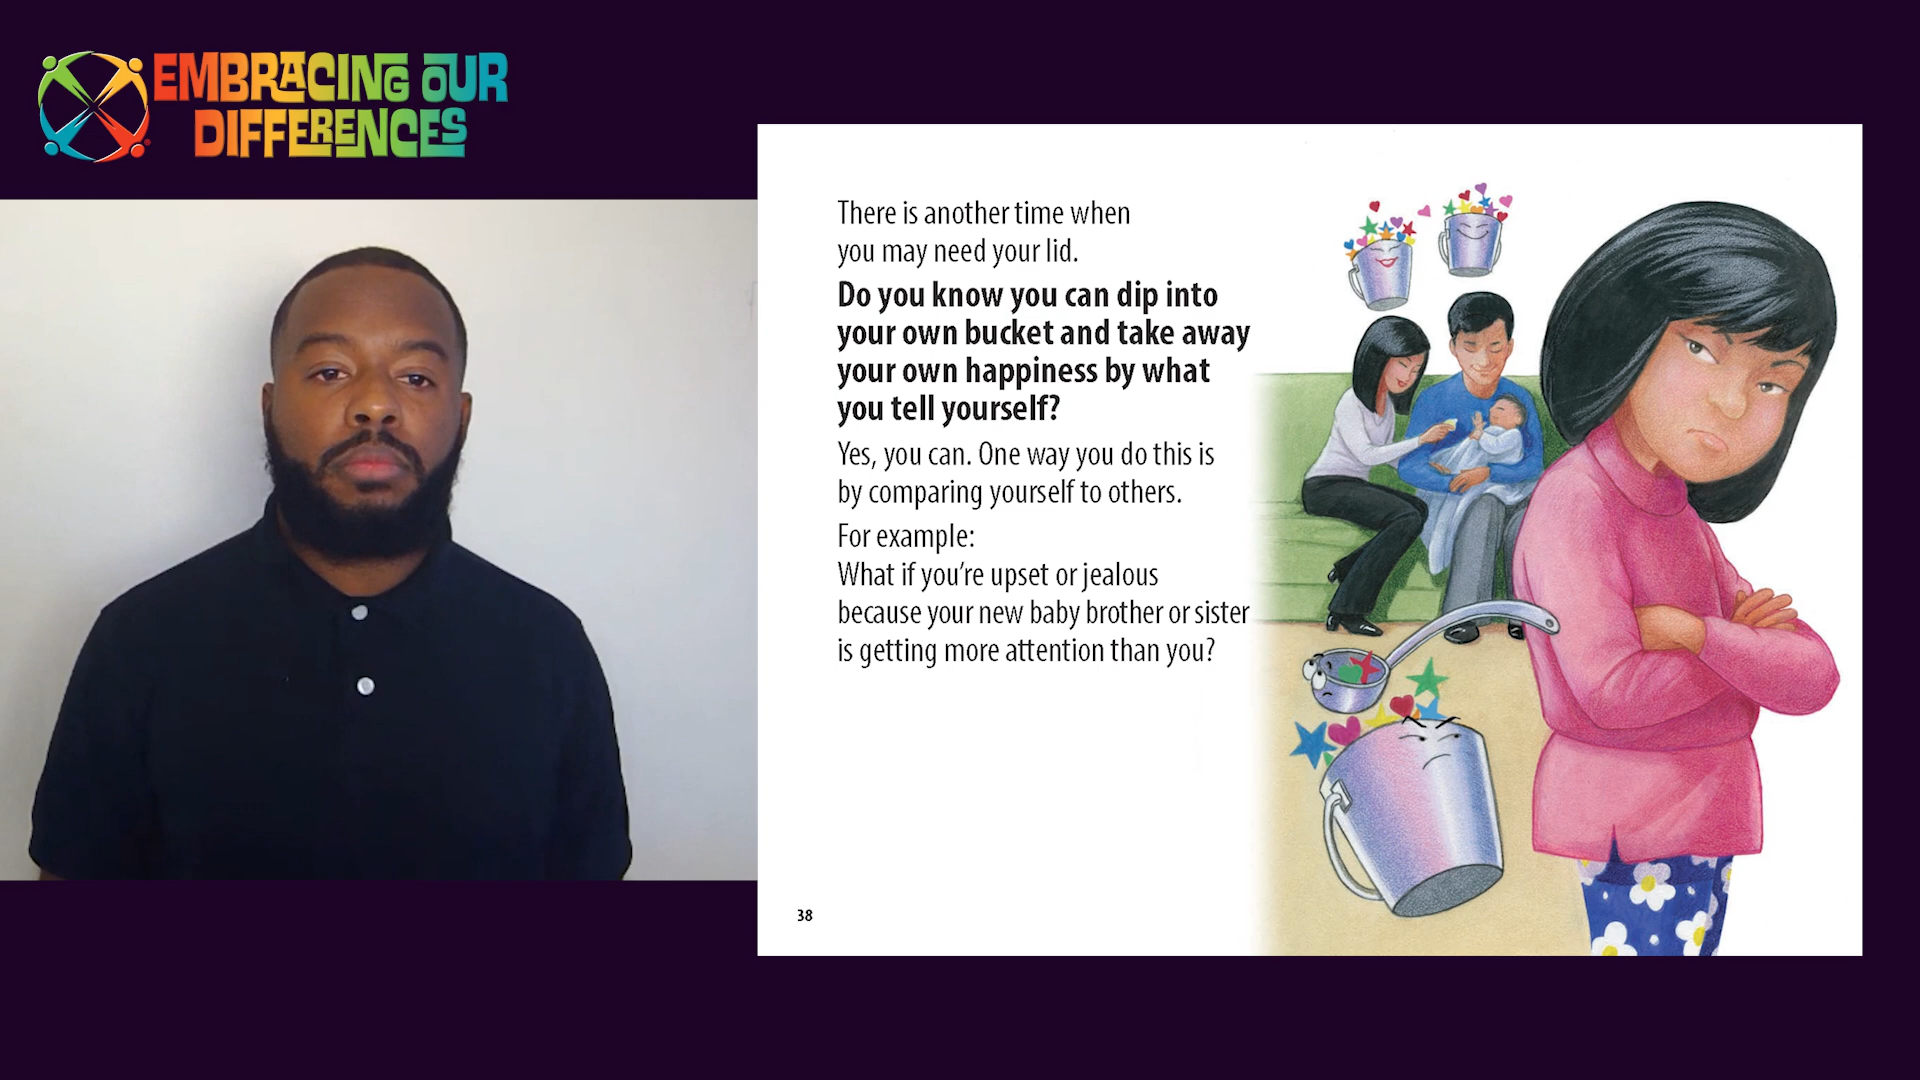 EMBRACING OUR
DIFFERENCES
There is another time when
you may need your lid.
Do you know you can dip into
your own bucket and take away
your own happiness by what
you tell yourself?
Yes, you can. One way you do this is
by comparing yourself to others.
For example:
What if you’re upset or jealous
because your new baby brother or sister
is getting more attention than you?
38